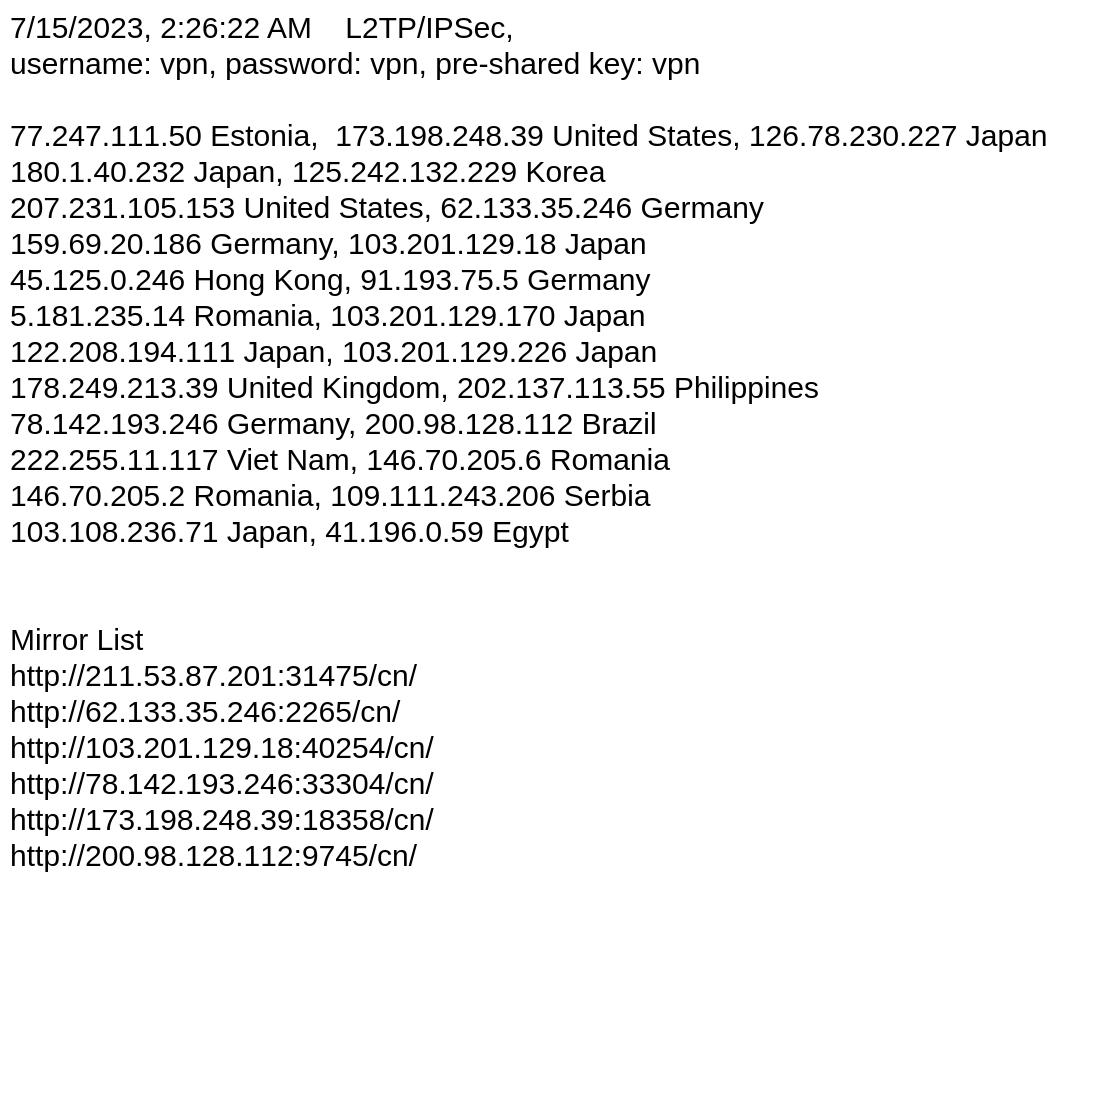 7/15/2023, 2:26:22 AM    L2TP/IPSec,
username: vpn, password: vpn, pre-shared key: vpn
77.247.111.50 Estonia,  173.198.248.39 United States, 126.78.230.227 Japan
180.1.40.232 Japan, 125.242.132.229 Korea
207.231.105.153 United States, 62.133.35.246 Germany
159.69.20.186 Germany, 103.201.129.18 Japan
45.125.0.246 Hong Kong, 91.193.75.5 Germany
5.181.235.14 Romania, 103.201.129.170 Japan
122.208.194.111 Japan, 103.201.129.226 Japan
178.249.213.39 United Kingdom, 202.137.113.55 Philippines
78.142.193.246 Germany, 200.98.128.112 Brazil
222.255.11.117 Viet Nam, 146.70.205.6 Romania
146.70.205.2 Romania, 109.111.243.206 Serbia
103.108.236.71 Japan, 41.196.0.59 Egypt
Mirror List
http://211.53.87.201:31475/cn/
http://62.133.35.246:2265/cn/
http://103.201.129.18:40254/cn/
http://78.142.193.246:33304/cn/
http://173.198.248.39:18358/cn/
http://200.98.128.112:9745/cn/